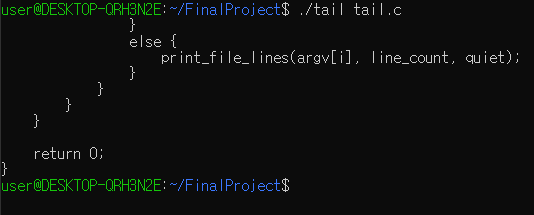 user@DESKTOP-QRH3N2E:~/FinalProject$ ./tail tail.c
                }
                else {
                    print_file_lines(argv[i], line_count, quiet);
                }
            }
        }
    }

    return 0;
}
user@DESKTOP-QRH3N2E:~/FinalProject$